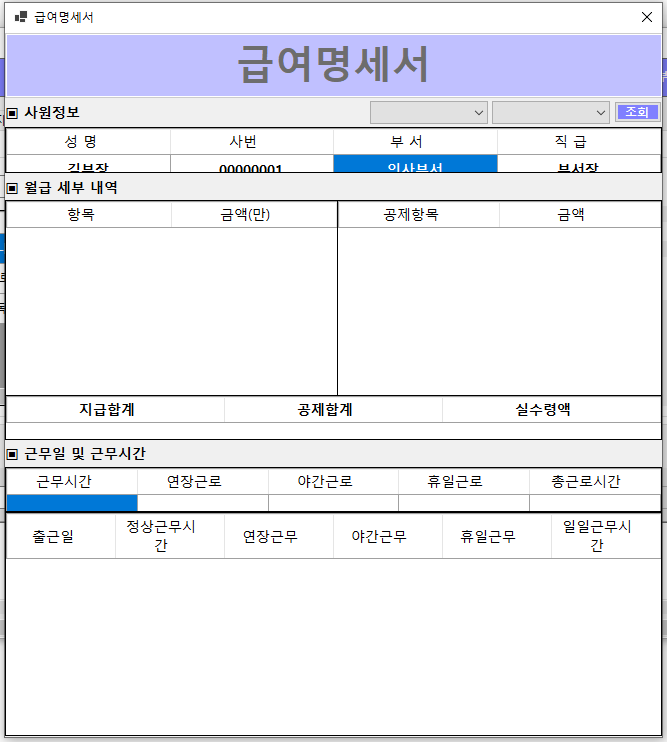 급여명세서
급여명세서
▣ 사원정보 조회
성 명 사번 부 서 직 급
김부장 00000001 인사부서 부서장
▣ 월급 세부 내역
항목 금액(만) 공제항목 금액
지급합계 공제합계 실수령액
▣ 근무일 및 근무시간
근무시간 연장근로 야간근로 휴일근로 총근로시간
출근일 정상근무시간 연장근무 야간근무 휴일근무 일일근무시간